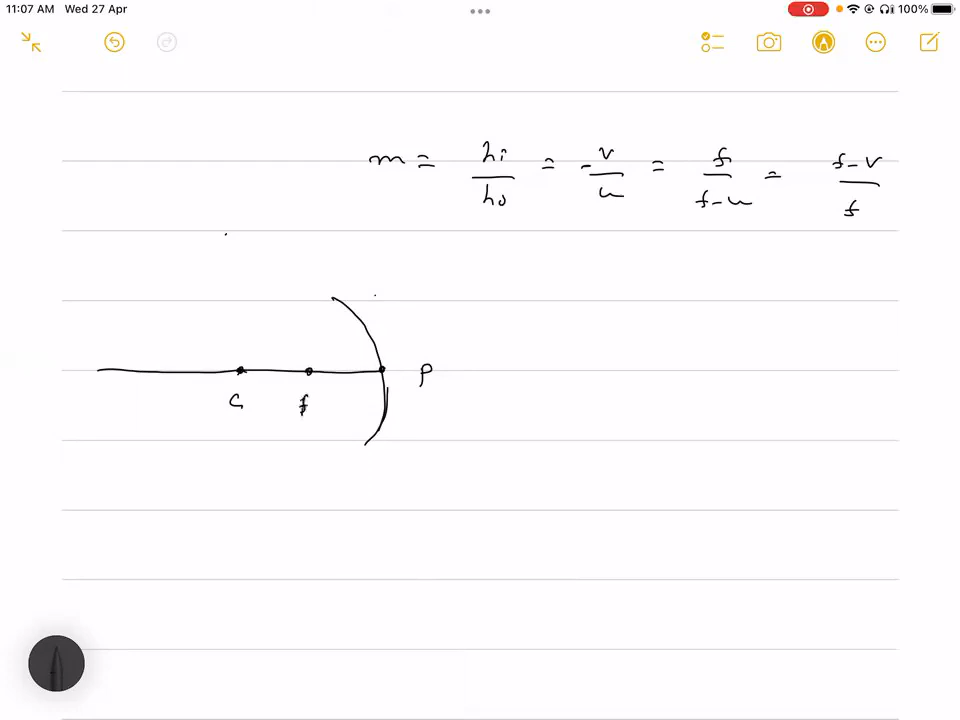 11:07 AM Wed 27 Apr 100%
m = hi/ho = -v/u = f/f-u = f-v/f
C f P